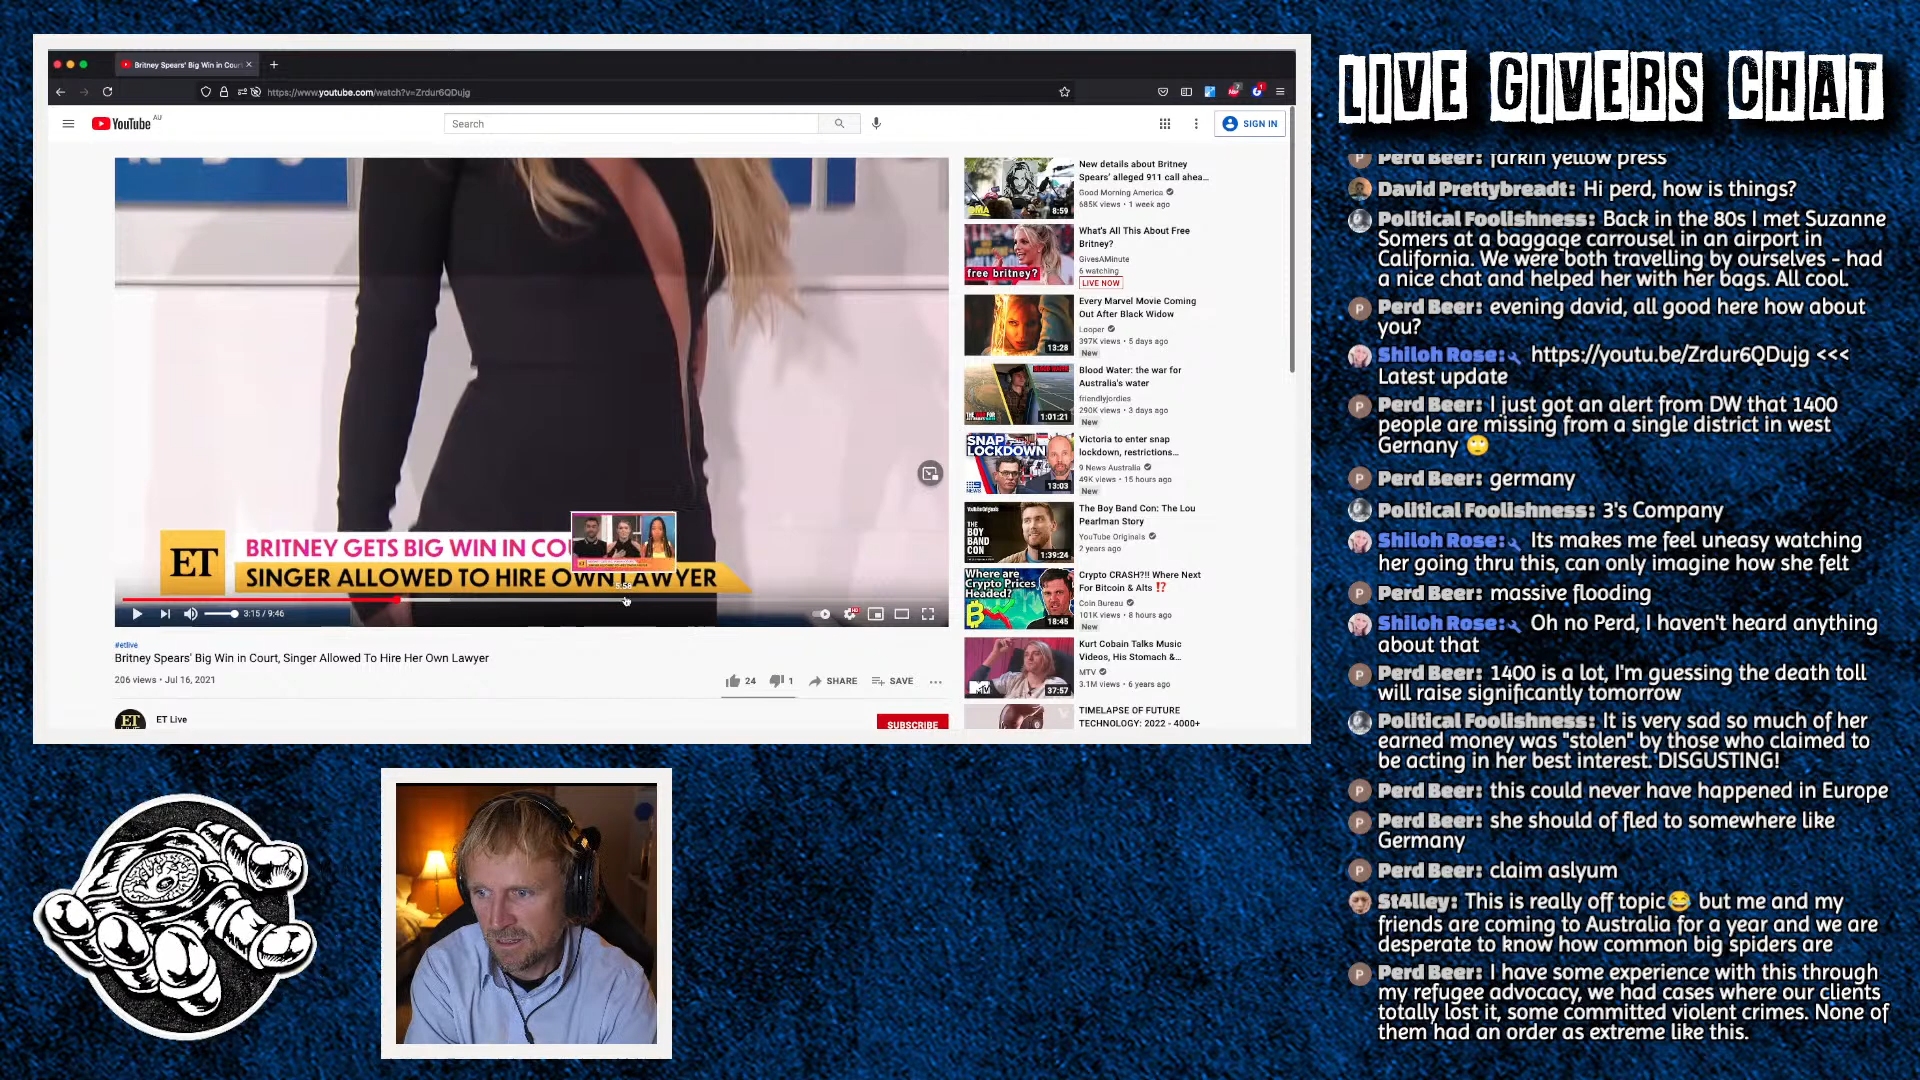 Britney Spears' Big Win in Cour
https://www.youtube.com/watch?v=Zrdur6QDujg
YouTube AU
Search
SIGN IN
ET
BRITNEY GETS BIG WIN IN COU
SINGER ALLOWED TO HIRE OWN LAWYER
5:58
3:15 / 9:46
#etlive
Britney Spears' Big Win in Court, Singer Allowed To Hire Her Own Lawyer
206 views • Jul 16, 2021
24
1
SHARE
SAVE
ET Live
SUBSCRIBE
GMA
8:59
New details about Britney
Spears' alleged 911 call ahea...
Good Morning America
685K views • 1 week ago
free britney?
What's All This About Free
Britney?
GivesAMinute
6 watching
LIVE NOW
13:28
Every Marvel Movie Coming
Out After Black Widow
Looper
397K views • 5 days ago
New
1:01:21
Blood Water: the war for
Australia's water
friendlyjordies
290K views • 3 days ago
New
SNAP
LOCKDOWN
13:03
Victoria to enter snap
lockdown, restrictions...
9 News Australia
49K views • 15 hours ago
New
THE
BOY
BAND
CON
1:39:24
The Boy Band Con: The Lou
Pearlman Story
YouTube Originals
2 years ago
Where are
Crypto Prices
Headed?
18:45
Crypto CRASH?!! Where Next
For Bitcoin & Alts ⁉️
Coin Bureau
101K views • 8 hours ago
New
37:57
Kurt Cobain Talks Music
Videos, His Stomach &...
MTV
3.1M views • 6 years ago
TIMELAPSE OF FUTURE
TECHNOLOGY: 2022 - 4000+
LIVE GIVERS CHAT
Perd Beer: farkin yellow press
David Prettybreadt: Hi perd, how is things?
Political Foolishness: Back in the 80s I met Suzanne
Somers at a baggage carrousel in an airport in
California. We were both travelling by ourselves - had
a nice chat and helped her with her bags. All cool.
Perd Beer: evening david, all good here how about
you?
Shiloh Rose: https://youtu.be/Zrdur6QDujg <<<
Latest update
Perd Beer: I just got an alert from DW that 1400
people are missing from a single district in west
Gernany 🙄
Perd Beer: germany
Political Foolishness: 3's Company
Shiloh Rose: Its makes me feel uneasy watching
her going thru this, can only imagine how she felt
Perd Beer: massive flooding
Shiloh Rose: Oh no Perd, I haven't heard anything
about that
Perd Beer: 1400 is a lot, I'm guessing the death toll
will raise significantly tomorrow
Political Foolishness: It is very sad so much of her
earned money was "stolen" by those who claimed to
be acting in her best interest. DISGUSTING!
Perd Beer: this could never have happened in Europe
Perd Beer: she should of fled to somewhere like
Germany
Perd Beer: claim aslyum
St4lley: This is really off topic😂 but me and my
friends are coming to Australia for a year and we are
desperate to know how common big spiders are
Perd Beer: I have some experience with this through
my refugee advocacy, we had cases where our clients
totally lost it, some committed violent crimes. None of
them had an order as extreme like this.